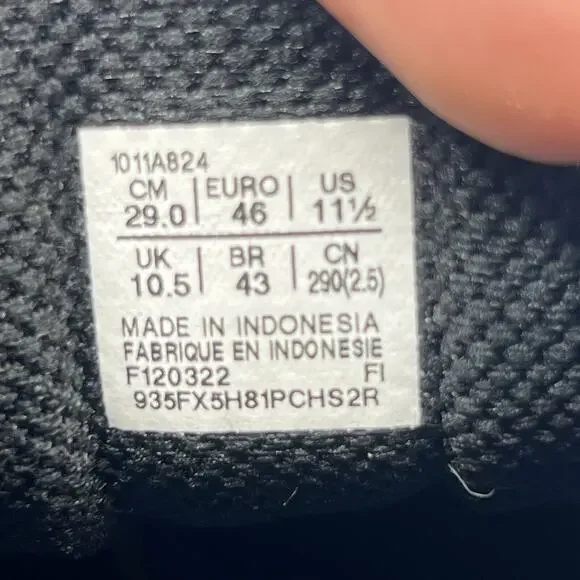 1011A824
CM | EURO | US
29.0 | 46 | 11½
UK | BR | CN
10.5 | 43 | 290(2.5)
MADE IN INDONESIA
FABRIQUE EN INDONESIE
F120322 FI
935FX5H81PCHS2R